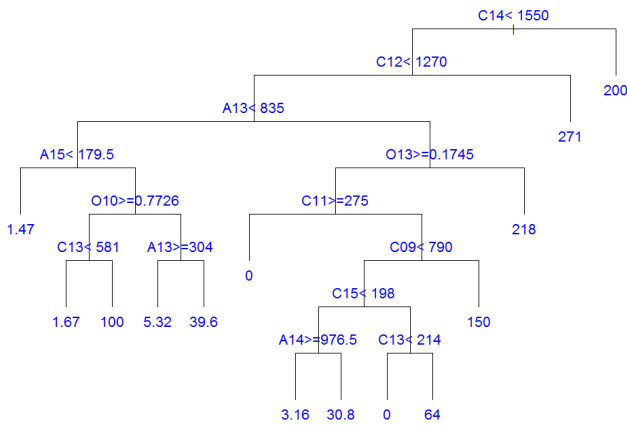 C14< 1550
C12< 1270
200
A13< 835
271
A15< 179.5
O13>=0.1745
O10>=0.7726
C11>=275
1.47
218
C13< 581
A13>=304
C09< 790
0
C15< 198
1.67
100
5.32
39.6
150
A14>=976.5
C13< 214
3.16
30.8
0
64